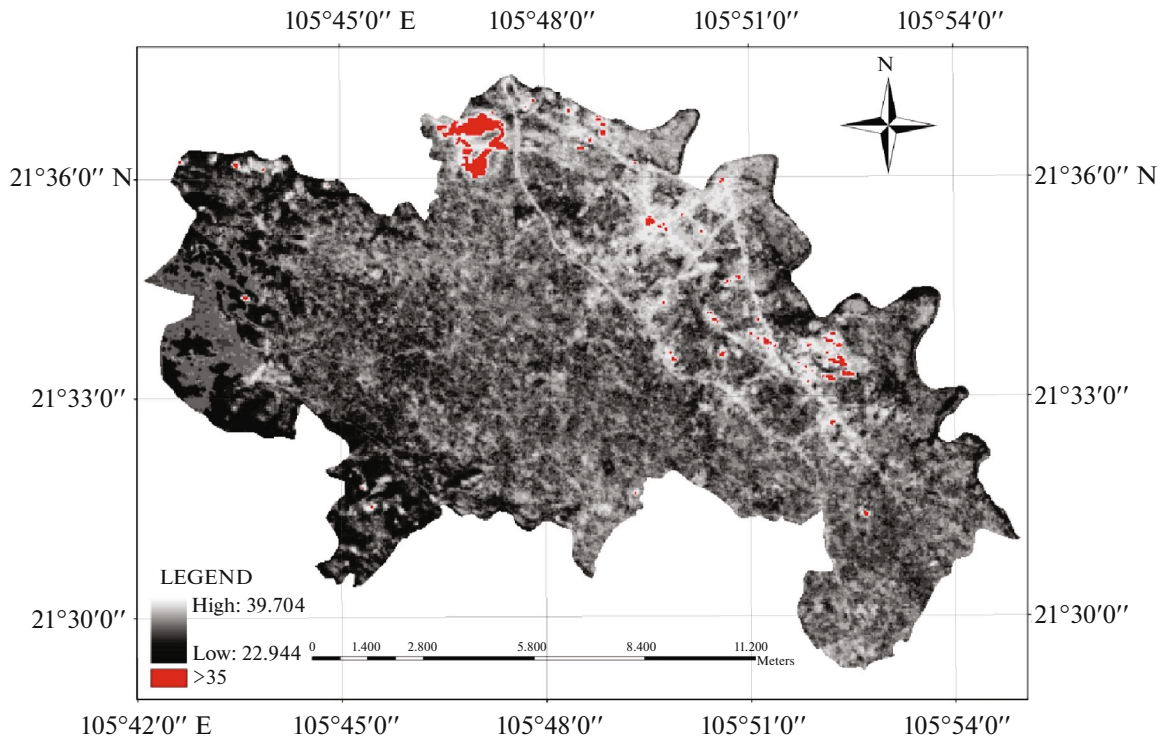 105°45′0′′ E 105°48′0′′ 105°51′0′′ 105°54′0′′
N
21°36′0′′ N 21°36′0′′ N
21°33′0′′ 21°33′0′′
LEGEND
High: 39.704
Low: 22.944
>35
0 1.400 2.800 5.800 8.400 11.200
Meters
21°30′0′′ 21°30′0′′
105°42′0′′ E 105°45′0′′ 105°48′0′′ 105°51′0′′ 105°54′0′′